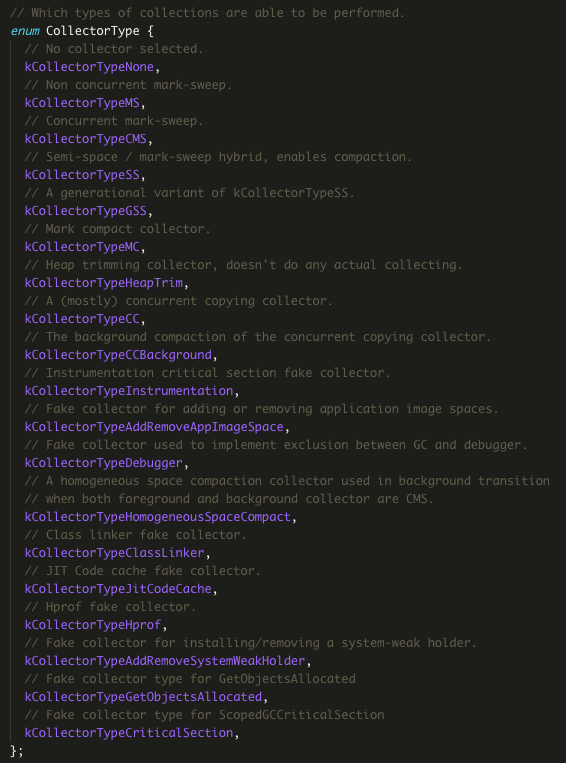 // Which types of collections are able to be performed.
enum CollectorType {
// No collector selected.
kCollectorTypeNone,
// Non concurrent mark-sweep.
kCollectorTypeMS,
// Concurrent mark-sweep.
kCollectorTypeCMS,
// Semi-space / mark-sweep hybrid, enables compaction.
kCollectorTypeSS,
// A generational variant of kCollectorTypeSS.
kCollectorTypeGSS,
// Mark compact collector.
kCollectorTypeMC,
// Heap trimming collector, doesn't do any actual collecting.
kCollectorTypeHeapTrim,
// A (mostly) concurrent copying collector.
kCollectorTypeCC,
// The background compaction of the concurrent copying collector.
kCollectorTypeCCBackground,
// Instrumentation critical section fake collector.
kCollectorTypeInstrumentation,
// Fake collector for adding or removing application image spaces.
kCollectorTypeAddRemoveAppImageSpace,
// Fake collector used to implement exclusion between GC and debugger.
kCollectorTypeDebugger,
// A homogeneous space compaction collector used in background transition
// when both foreground and background collector are CMS.
kCollectorTypeHomogeneousSpaceCompact,
// Class linker fake collector.
kCollectorTypeClassLinker,
// JIT Code cache fake collector.
kCollectorTypeJitCodeCache,
// Hprof fake collector.
kCollectorTypeHprof,
// Fake collector for installing/removing a system-weak holder.
kCollectorTypeAddRemoveSystemWeakHolder,
// Fake collector type for GetObjectsAllocated
kCollectorTypeGetObjectsAllocated,
// Fake collector type for ScopedGCCriticalSection
kCollectorTypeCriticalSection,
};